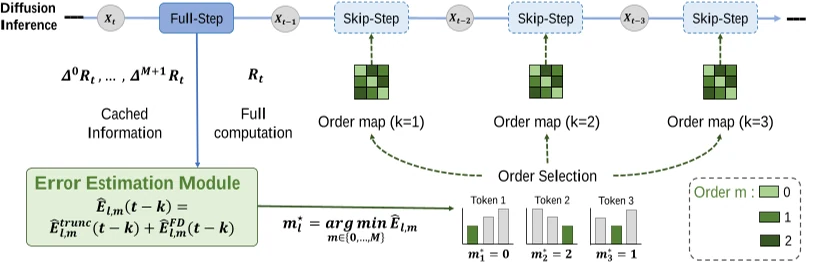 Diffusion
Inference
X_t
Full-Step
X_{t-1}
Skip-Step
X_{t-2}
Skip-Step
X_{t-3}
Skip-Step
Δ^0 R_t, … , Δ^{M+1} R_t
R_t
Cached
Information
Full
computation
Order map (k=1)
Order map (k=2)
Order map (k=3)
Order Selection
Error Estimation Module
Ê_{l,m}(t − k) =
Ê^{trunc}_{l,m}(t − k) + Ê^{FD}_{l,m}(t − k)
m^⋆_l = arg min Ê_{l,m}
m∈{0,…,M}
Token 1
Token 2
Token 3
m^*_1 = 0
m^*_2 = 2
m^*_3 = 1
Order m :
0
1
2